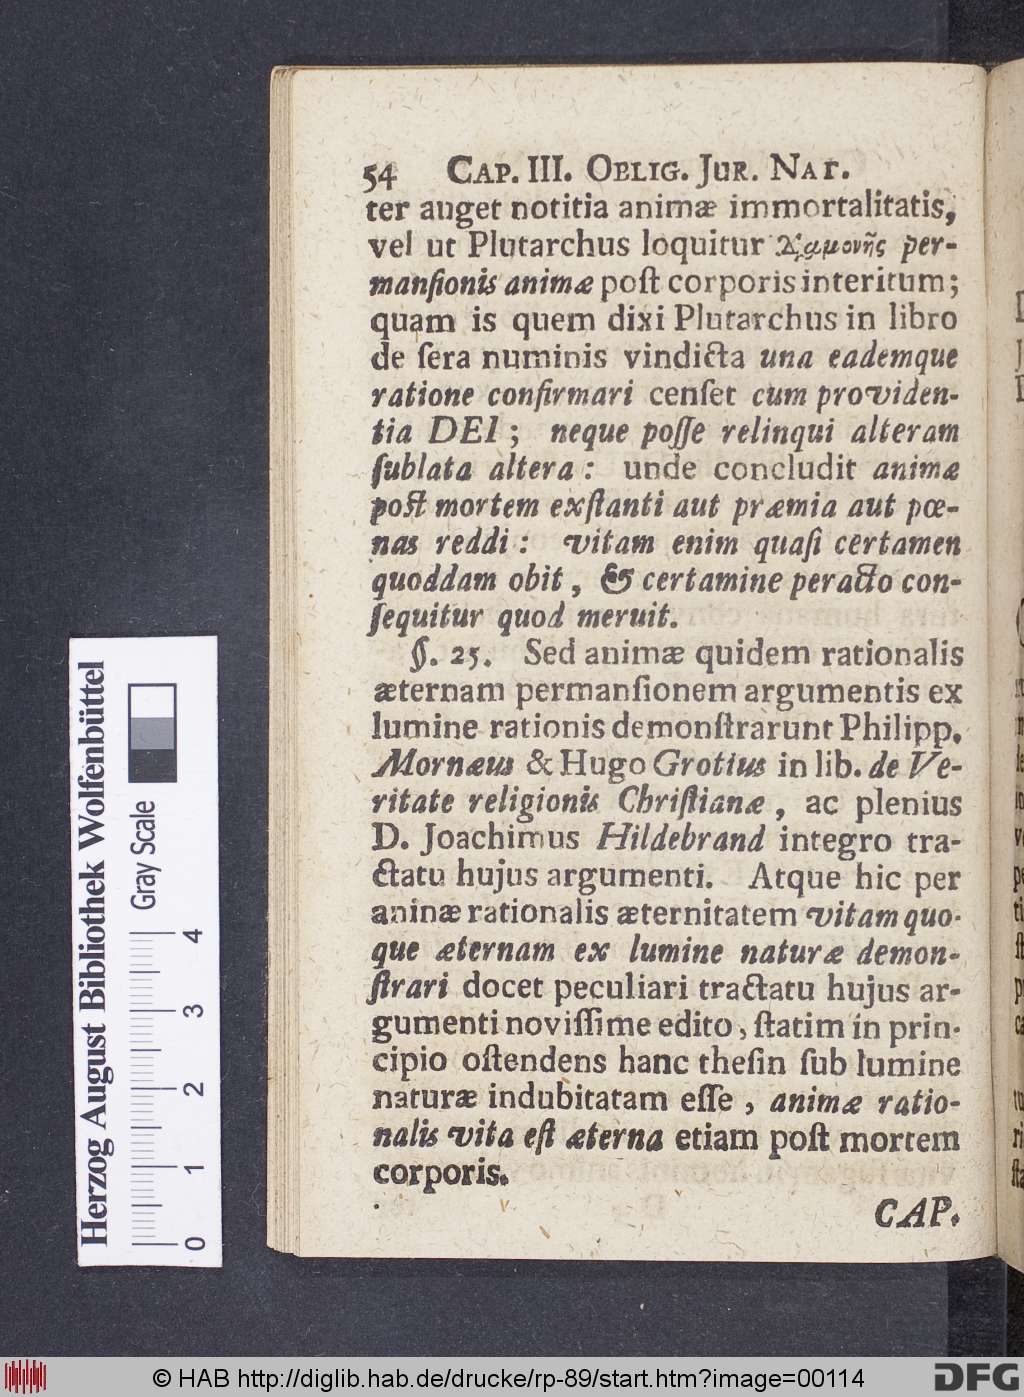 54 CAP. III. OBLIG. JUR. NAT.
ter auget notitia animæ immortalitatis,
vel ut Plutarchus loquitur διαμονῆς per-
manſionis animæ poſt corporis interitum;
quam is quem dixi Plutarchus in libro
de ſera numinis vindicta una eademque
ratione confirmari cenſet cum providen-
tia DEI; neque poſſe relinqui alteram
ſublata altera: unde concludit animæ
poſt mortem exſtanti aut præmia aut pœ-
nas reddi: vitam enim quaſi certamen
quoddam obit, & certamine peracto con-
ſequitur quod meruit.
§. 25. Sed animæ quidem rationalis
æternam permanſionem argumentis ex
lumine rationis demonſtrarunt Philipp.
Mornæus & Hugo Grotius in lib. de Ve-
ritate religionis Chriſtianæ, ac plenius
D. Joachimus Hildebrand integro tra-
ctatu hujus argumenti. Atque hic per
aninæ rationalis æternitatem vitam quo-
que æternam ex lumine naturæ demon-
ſtrari docet peculiari tractatu hujus ar-
gumenti noviſſime edito, ſtatim in prin-
cipio oſtendens hanc theſin ſub lumine
naturæ indubitatam eſſe, animæ ratio-
nalis vita eſt æterna etiam poſt mortem
corporis.
CAP.
Herzog August Bibliothek Wolfenbüttel
Gray Scale
0 1 2 3 4
© HAB http://diglib.hab.de/drucke/rp-89/start.htm?image=00114
DFG